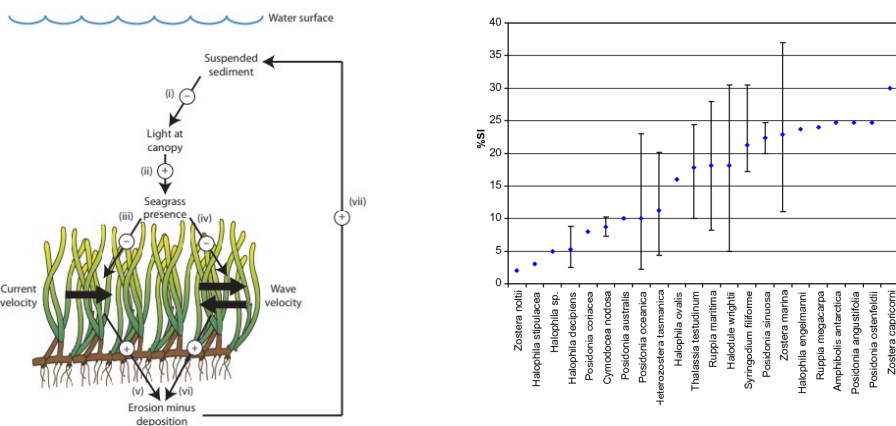 Water surface
Suspended
sediment
(i)
−
Light at
canopy
(ii)
+
Seagrass
presence
(iii)
(iv)
−
−
(vii)
+
Current
velocity
Wave
velocity
+
+
(v)
(vi)
Erosion minus
deposition
%SI
40
35
30
25
20
15
10
5
0
Zostera noltii
Halophila stipulacea
Halophila sp.
Halophila decipiens
Posidonia coriacea
Cymodocea nodosa
Posidonia australis
Posidonia oceanica
Heterozostera tasmanica
Halophila ovalis
Thalassia testudinum
Ruppia maritima
Halodule wrightii
Syringodium filiforme
Posidonia sinuosa
Zostera marina
Halophila engelmanni
Ruppia megacarpa
Amphibolis antarctica
Posidonia angustifolia
Posidonia ostenfeldii
Zostera capricorni